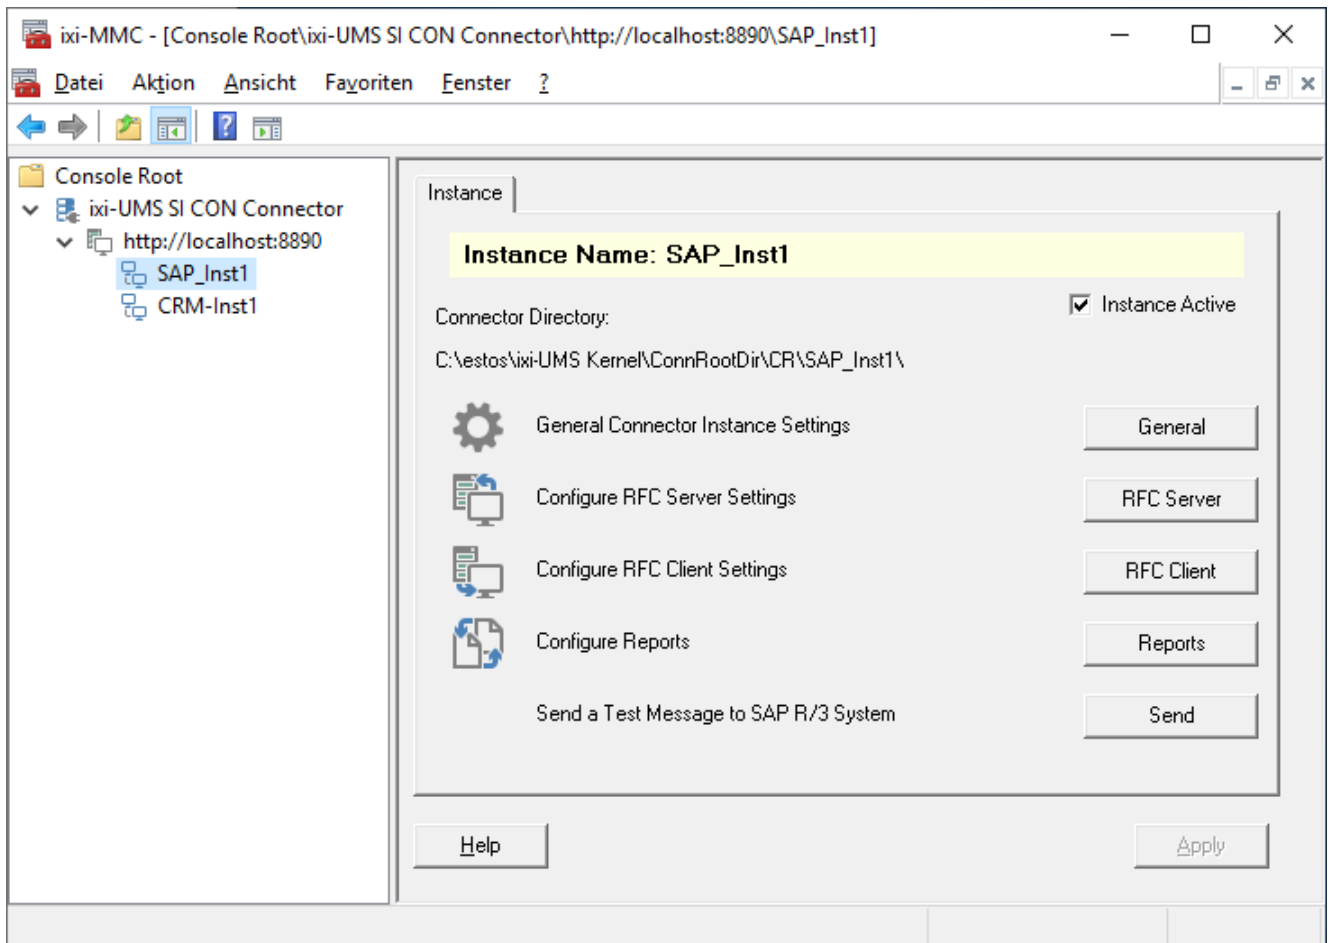 ixi-MMC - [Console Root\ixi-UMS SI CON Connector\http://localhost:8890\SAP_Inst1]
Datei Aktion Ansicht Favoriten Fenster ?
Console Root
ixi-UMS SI CON Connector
http://localhost:8890
SAP_Inst1
CRM-Inst1
Instance
Instance Name: SAP_Inst1
Instance Active
Connector Directory:
C:\estos\ixi-UMS Kernel\ConnRootDir\CR\SAP_Inst1\
General Connector Instance Settings General
Configure RFC Server Settings RFC Server
Configure RFC Client Settings RFC Client
Configure Reports Reports
Send a Test Message to SAP R/3 System Send
Help Apply